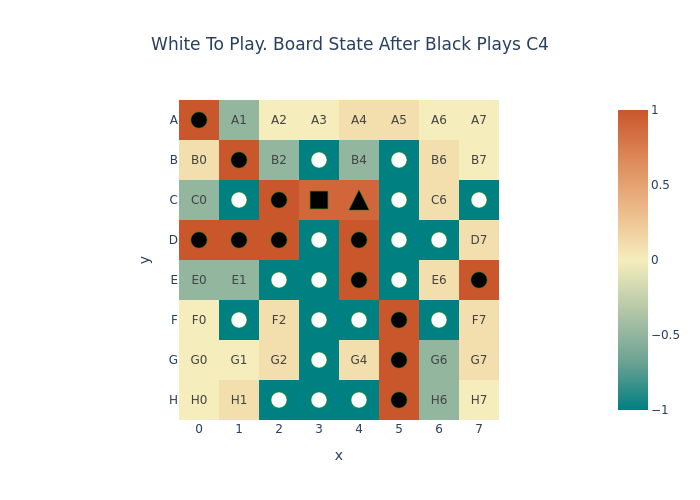 White To Play. Board State After Black Plays C4
A A1 A2 A3 A4 A5 A6 A7
B B0 B2 B4 B6 B7
C C0 C6
D D7
E E0 E1 E6
F F0 F2 F7
G G0 G1 G2 G4 G6 G7
H H0 H1 H6 H7
0 1 2 3 4 5 6 7
x
y
1
0.5
0
−0.5
−1